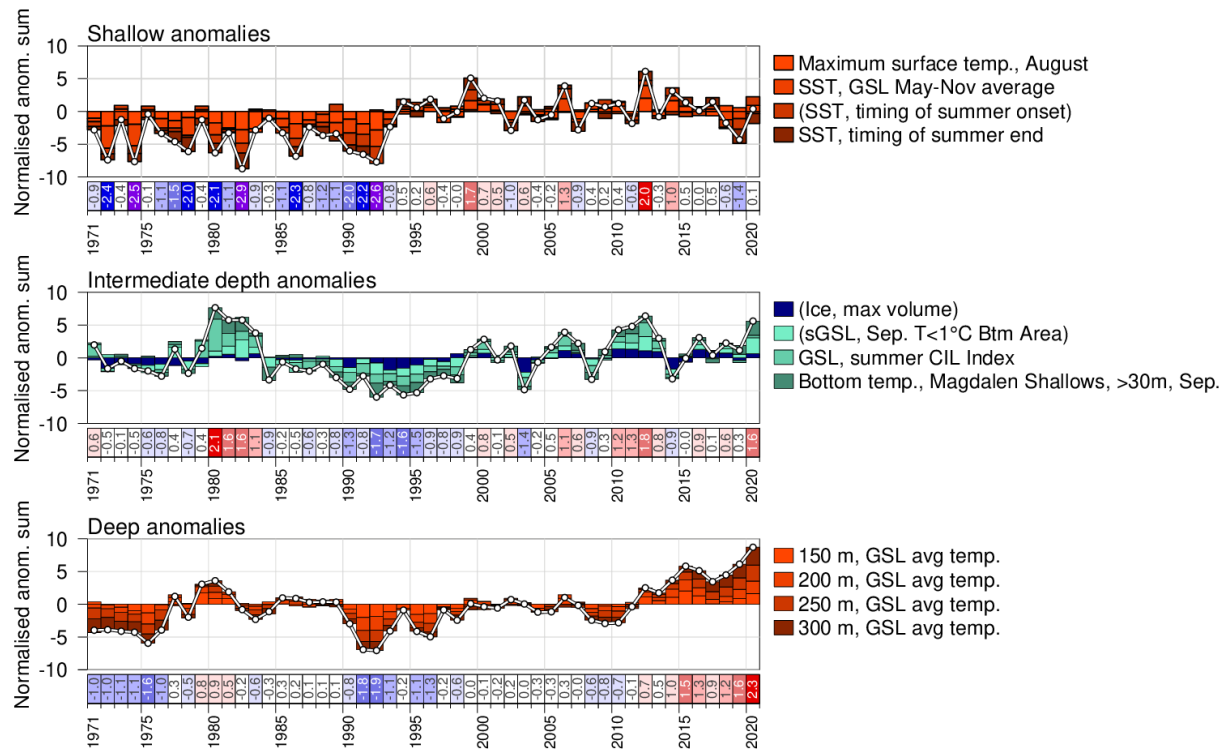 Shallow anomalies
Normalised anom. sum
10
5
0
-5
-10
Maximum surface temp., August
SST, GSL May-Nov average
(SST, timing of summer onset)
SST, timing of summer end
-0.9 -2.4 -0.4 -2.5 -0.1 -1.1 -1.5 -2.0 -0.4 -2.1 -1.1 -2.9 -0.9 -0.3 -1.1 -2.3 -0.8 -1.2 -1.1 -2.0 -2.2 -2.6 -0.8 0.5 0.2 0.6 -0.4 -0.0 1.7 0.7 0.5 -1.0 0.6 -0.4 -0.2 1.3 -0.9 0.4 0.2 0.4 -0.6 2.0 -0.3 1.0 0.5 0.0 0.5 -0.6 -1.4 0.1
1971 1975 1980 1985 1990 1995 2000 2005 2010 2015 2020
Intermediate depth anomalies
Normalised anom. sum
10
5
0
-5
-10
(Ice, max volume)
(sGSL, Sep. T<1°C Btm Area)
GSL, summer CIL Index
Bottom temp., Magdalen Shallows, >30m, Sep.
0.6 -0.5 -0.1 -0.5 -0.6 -0.8 0.4 -0.7 0.4 2.1 1.6 1.6 1.1 -0.9 -0.2 -0.5 -0.6 -0.3 -0.8 -1.3 -0.8 -1.7 -1.2 -1.6 -1.5 -0.9 -0.8 -0.9 0.4 0.8 -0.1 0.5 -1.4 -0.2 0.5 1.1 0.6 -0.9 0.3 1.2 1.3 1.8 0.8 -0.9 -0.0 0.9 0.1 0.6 0.3 1.6
1971 1975 1980 1985 1990 1995 2000 2005 2010 2015 2020
Deep anomalies
Normalised anom. sum
10
5
0
-5
-10
150 m, GSL avg temp.
200 m, GSL avg temp.
250 m, GSL avg temp.
300 m, GSL avg temp.
-1.0 -1.0 -1.1 -1.1 -1.6 -1.0 0.3 -0.5 0.8 0.9 0.5 -0.2 -0.6 -0.3 0.3 0.2 0.1 0.1 0.1 -0.8 -1.8 -1.9 -1.1 -0.2 -1.1 -1.3 -0.2 -0.6 0.0 -0.1 -0.2 0.2 0.0 -0.3 -0.3 0.3 -0.0 -0.6 -0.8 -0.7 -0.1 0.7 0.5 1.0 1.5 1.3 0.9 1.2 1.6 2.3
1971 1975 1980 1985 1990 1995 2000 2005 2010 2015 2020